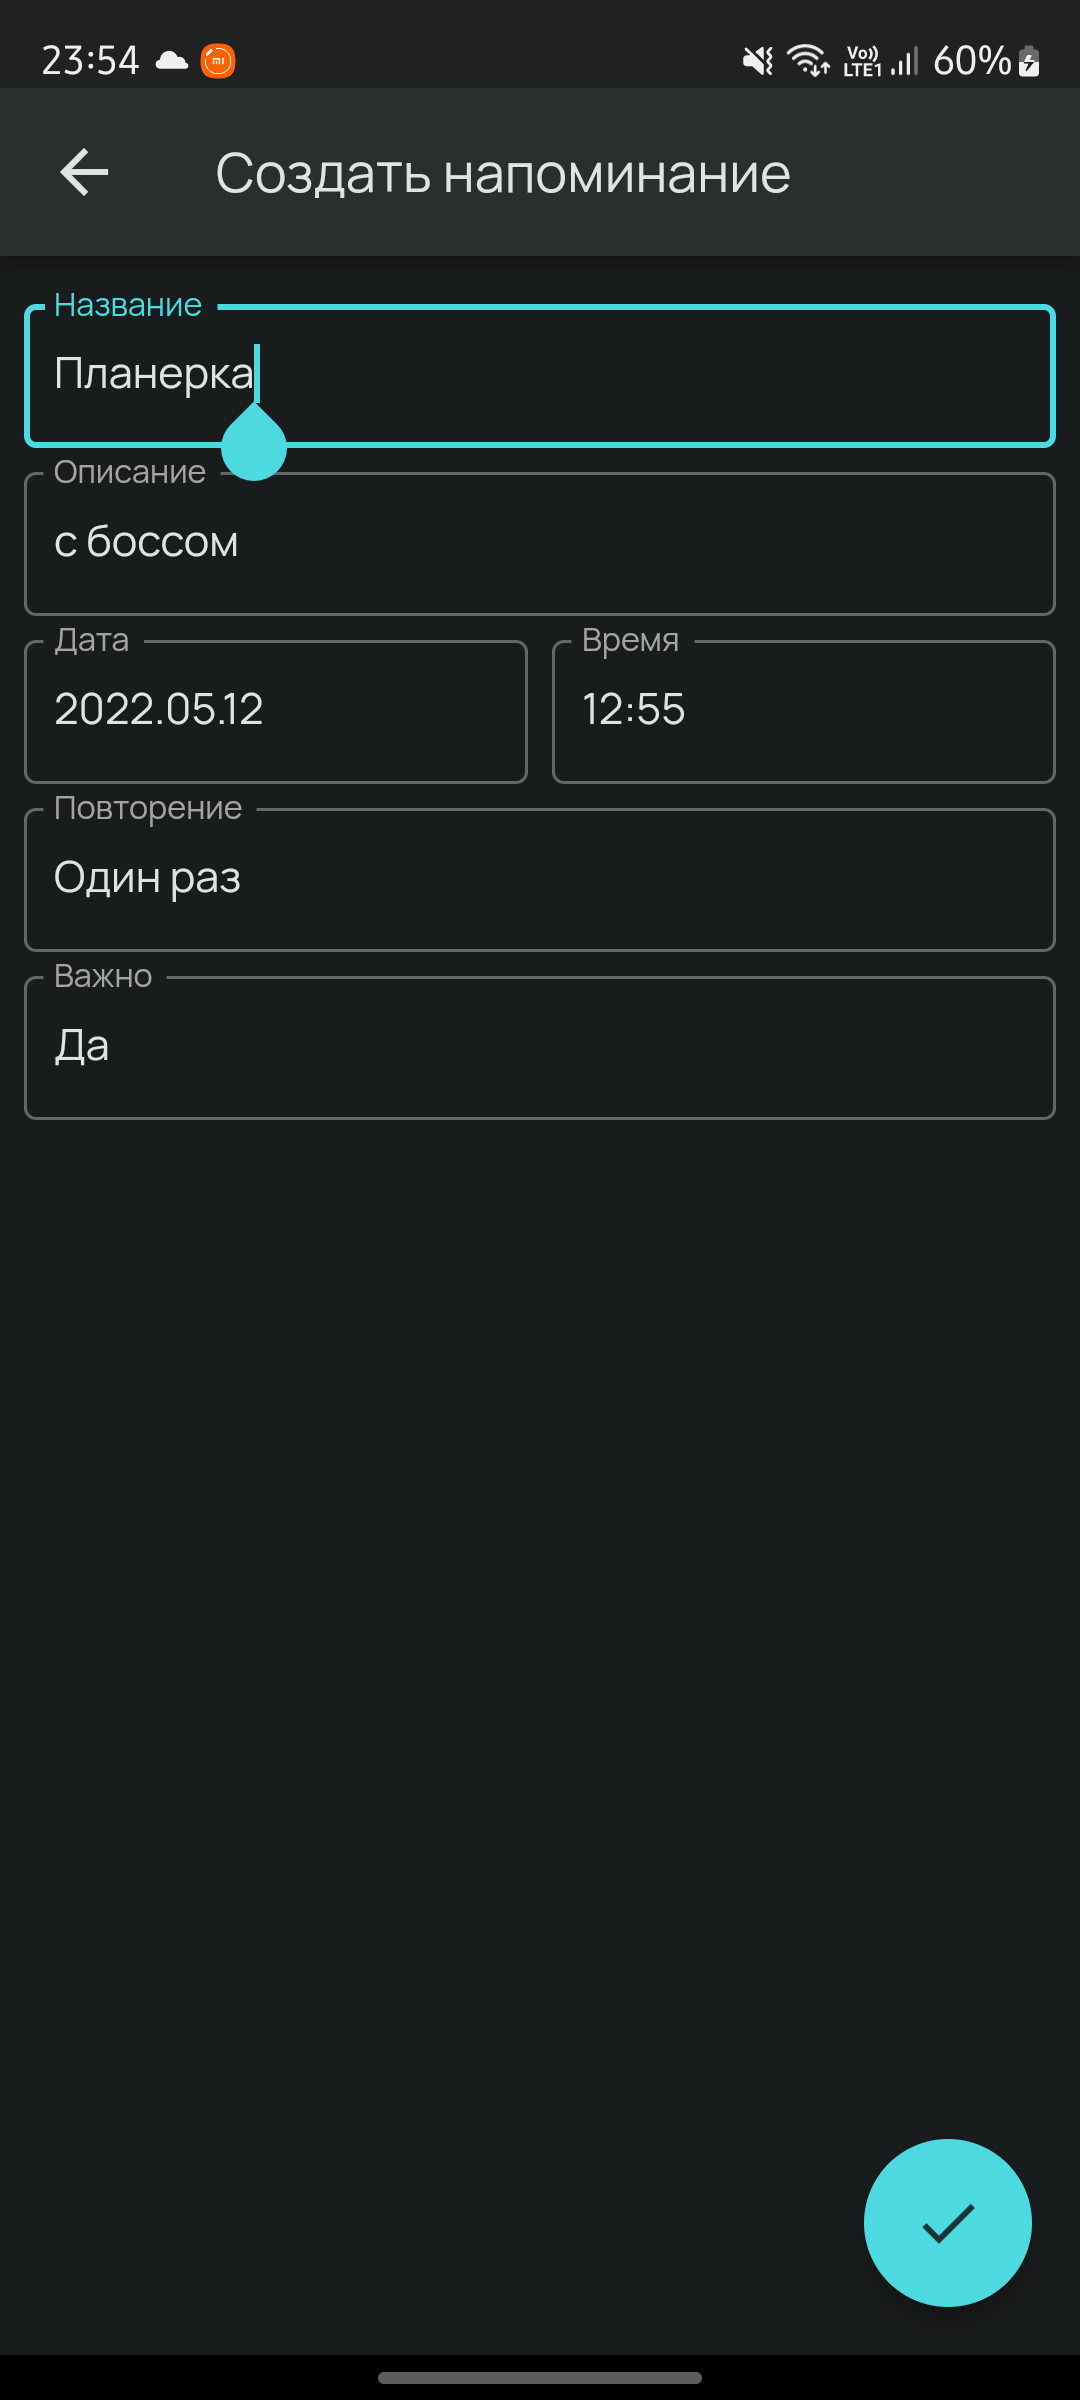 23:54
Vo)) LTE1 60%
Создать напоминание
Название
Планерка
Описание
с боссом
Дата Время
2022.05.12 12:55
Повторение
Один раз
Важно
Да